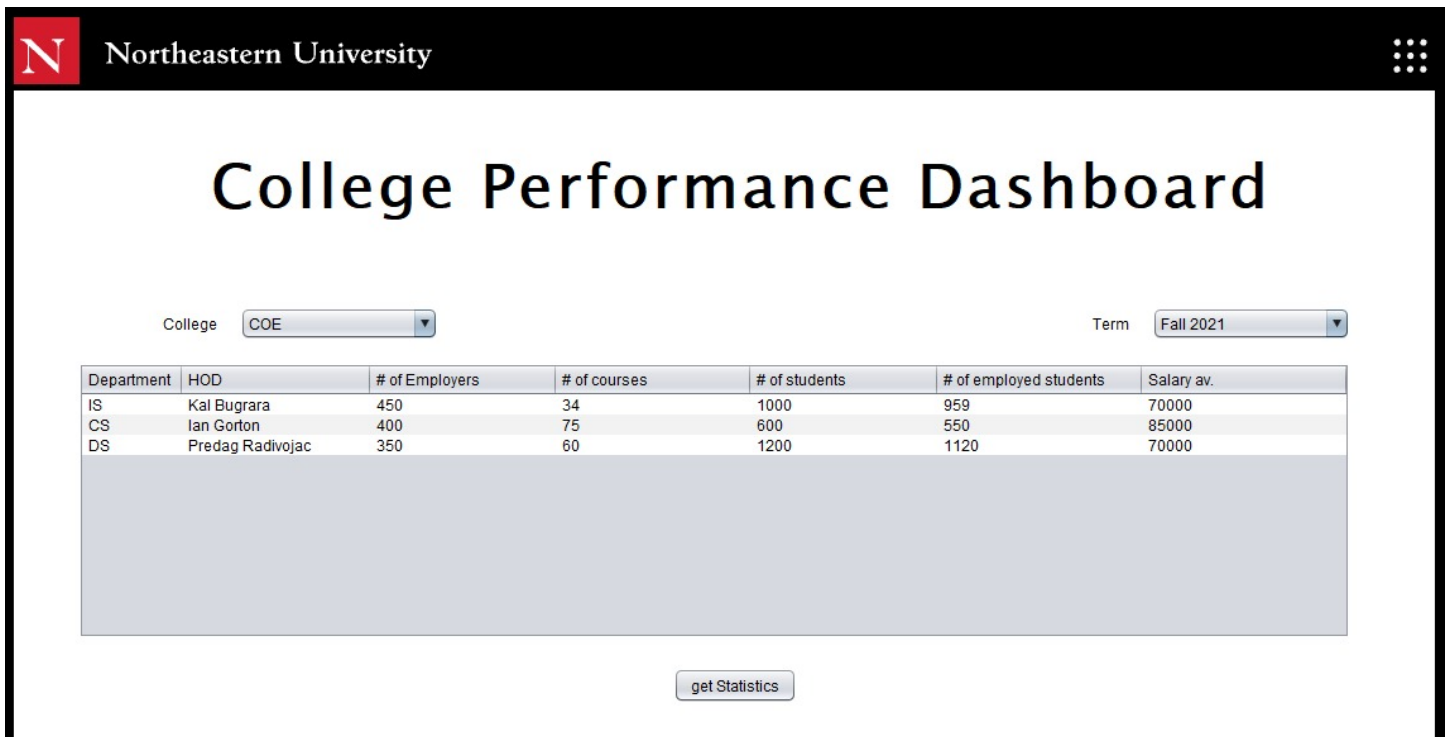 N Northeastern University
College Performance Dashboard
College COE Term Fall 2021
Department HOD # of Employers # of courses # of students # of employed students Salary av.
IS Kal Bugrara 450 34 1000 959 70000
CS Ian Gorton 400 75 600 550 85000
DS Predag Radivojac 350 60 1200 1120 70000
get Statistics